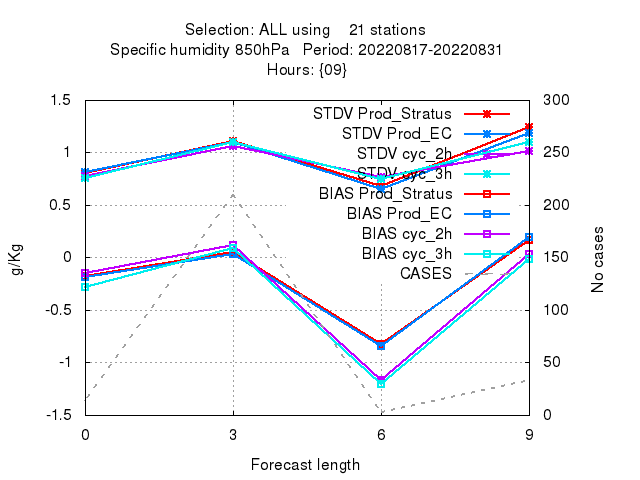 Selection: ALL using    21 stations
Specific humidity 850hPa   Period: 20220817-20220831
Hours: {09}
1.5
1
0.5
0
-0.5
-1
-1.5
g/Kg
STDV Prod_Stratus
STDV Prod_EC
STDV cyc_2h
STDV cyc_3h
BIAS Prod_Stratus
BIAS Prod_EC
BIAS cyc_2h
BIAS cyc_3h
CASES
300
250
200
150
100
50
0
No cases
0 3 6 9
Forecast length